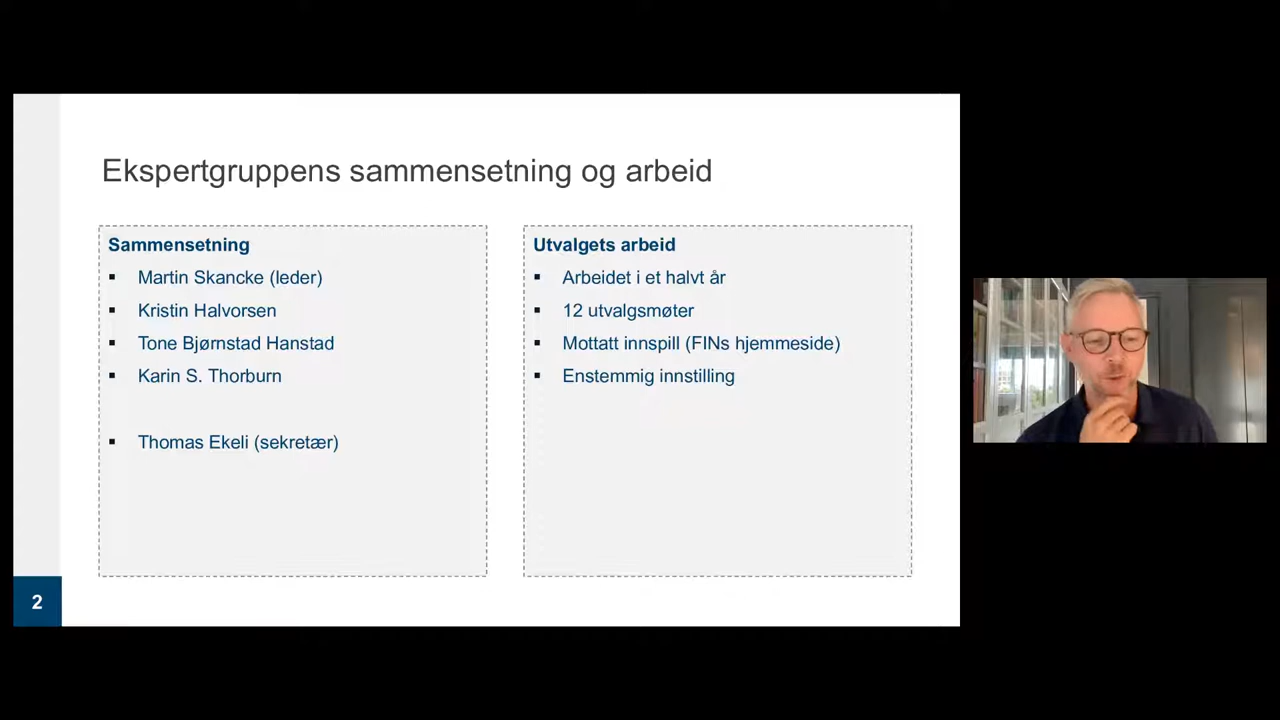 Ekspertgruppens sammensetning og arbeid
Sammensetning
Martin Skancke (leder)
Kristin Halvorsen
Tone Bjørnstad Hanstad
Karin S. Thorburn
Thomas Ekeli (sekretær)
Utvalgets arbeid
Arbeidet i et halvt år
12 utvalgsmøter
Mottatt innspill (FINs hjemmeside)
Enstemmig innstilling
2